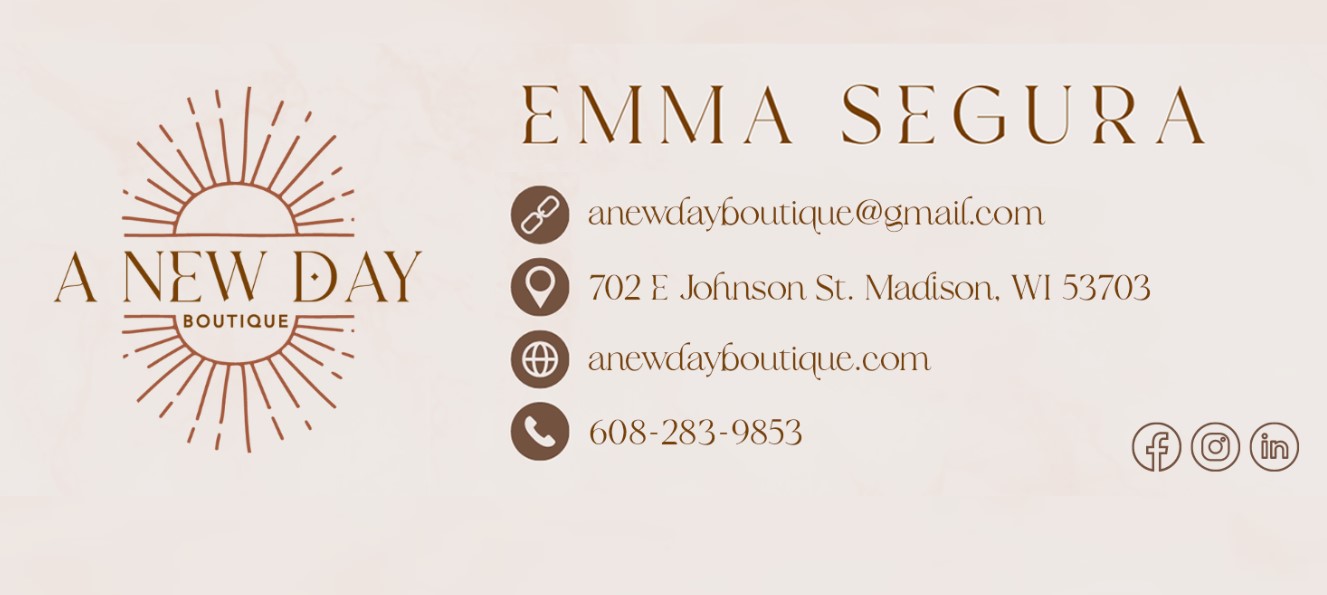 A NEW DAY
BOUTIQUE
EMMA SEGURA
anewdayboutique@gmail.com
702 E Johnson St. Madison, WI 53703
anewdayboutique.com
608-283-9853
f
in